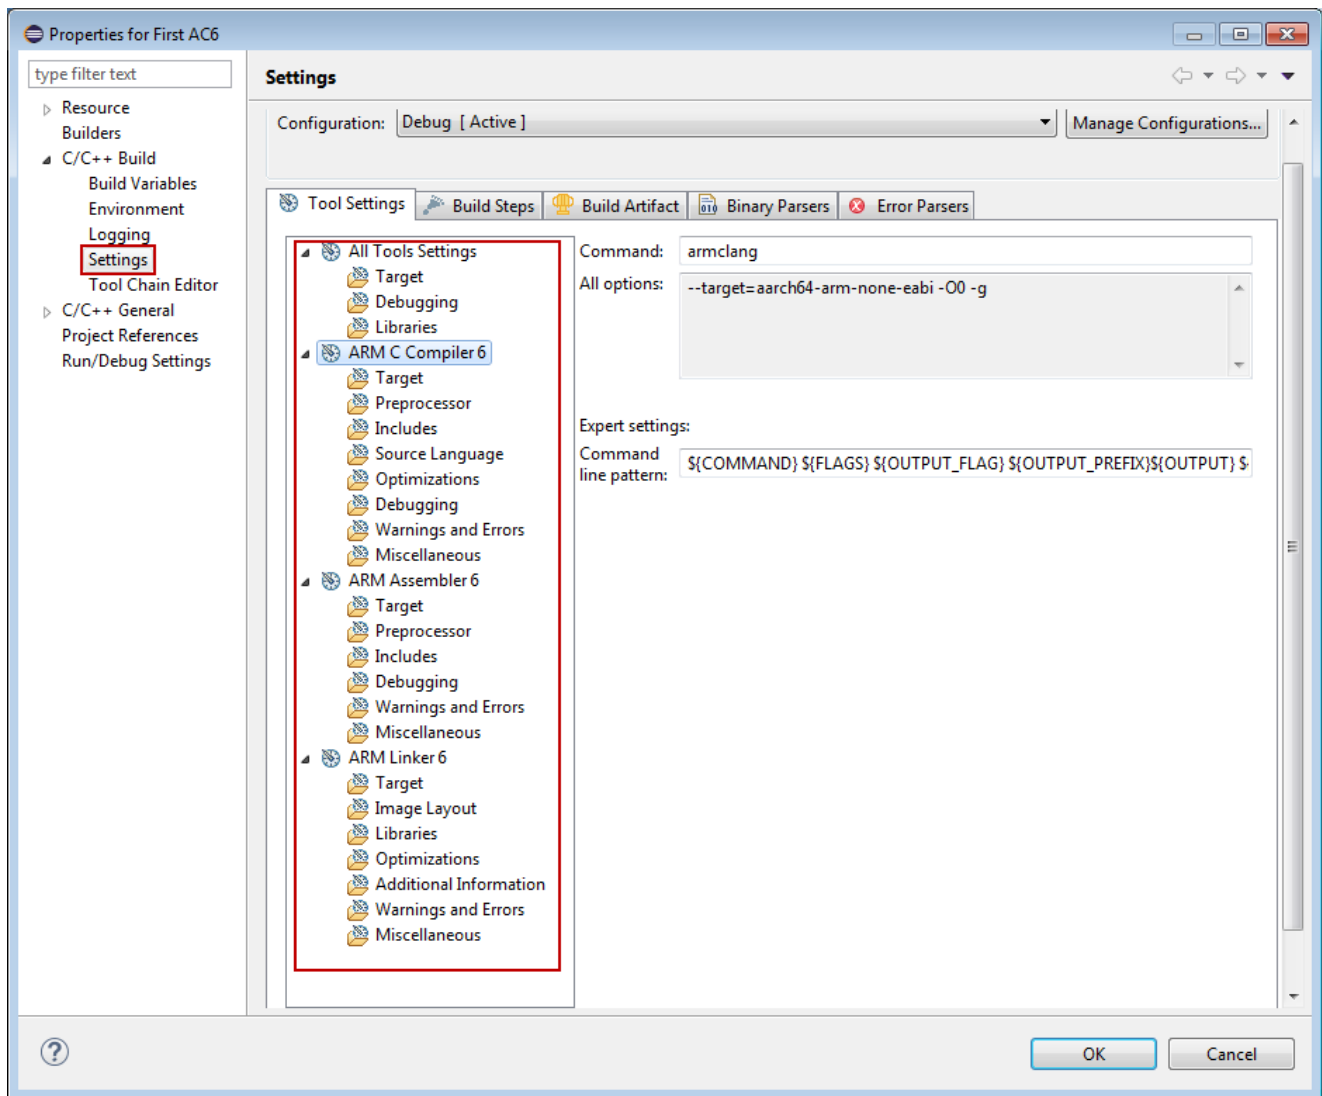 Properties for First AC6
type filter text
Resource
Builders
C/C++ Build
Build Variables
Environment
Logging
Settings
Tool Chain Editor
C/C++ General
Project References
Run/Debug Settings
Settings
Configuration: Debug [ Active ]
Manage Configurations...
Tool Settings
Build Steps
Build Artifact
Binary Parsers
Error Parsers
All Tools Settings
Target
Debugging
Libraries
ARM C Compiler 6
Target
Preprocessor
Includes
Source Language
Optimizations
Debugging
Warnings and Errors
Miscellaneous
ARM Assembler 6
Target
Preprocessor
Includes
Debugging
Warnings and Errors
Miscellaneous
ARM Linker 6
Target
Image Layout
Libraries
Optimizations
Additional Information
Warnings and Errors
Miscellaneous
Command: armclang
All options: --target=aarch64-arm-none-eabi -O0 -g
Expert settings:
Command
line pattern: ${COMMAND} ${FLAGS} ${OUTPUT_FLAG} ${OUTPUT_PREFIX}${OUTPUT} $
OK
Cancel